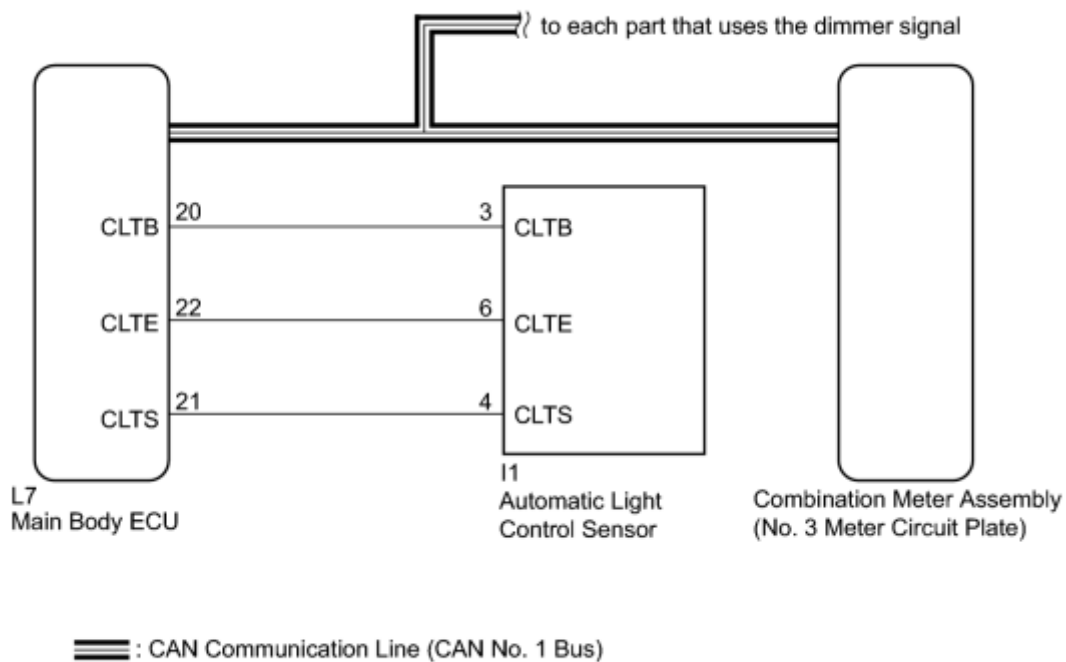 to each part that uses the dimmer signal
CLTB 20 3 CLTB
CLTE 22 6 CLTE
CLTS 21 4 CLTS
L7
Main Body ECU
I1
Automatic Light
Control Sensor
Combination Meter Assembly
(No. 3 Meter Circuit Plate)
: CAN Communication Line (CAN No. 1 Bus)